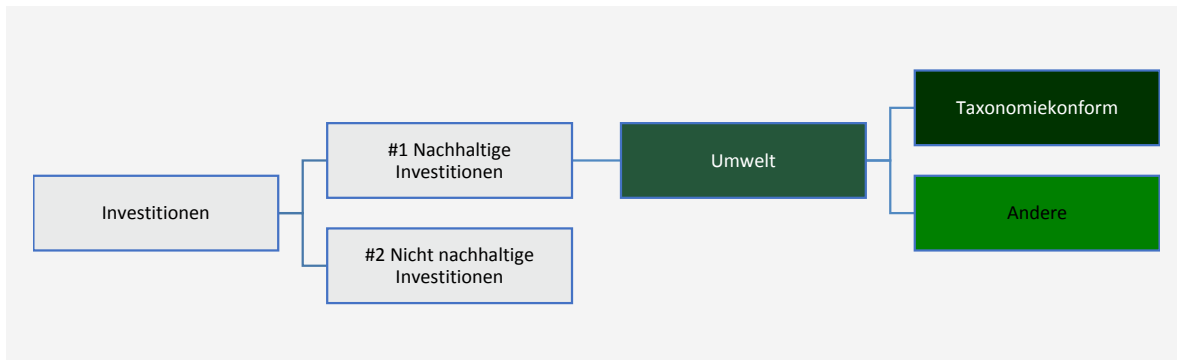 Investitionen
#1 Nachhaltige
Investitionen
#2 Nicht nachhaltige
Investitionen
Umwelt
Taxonomiekonform
Andere